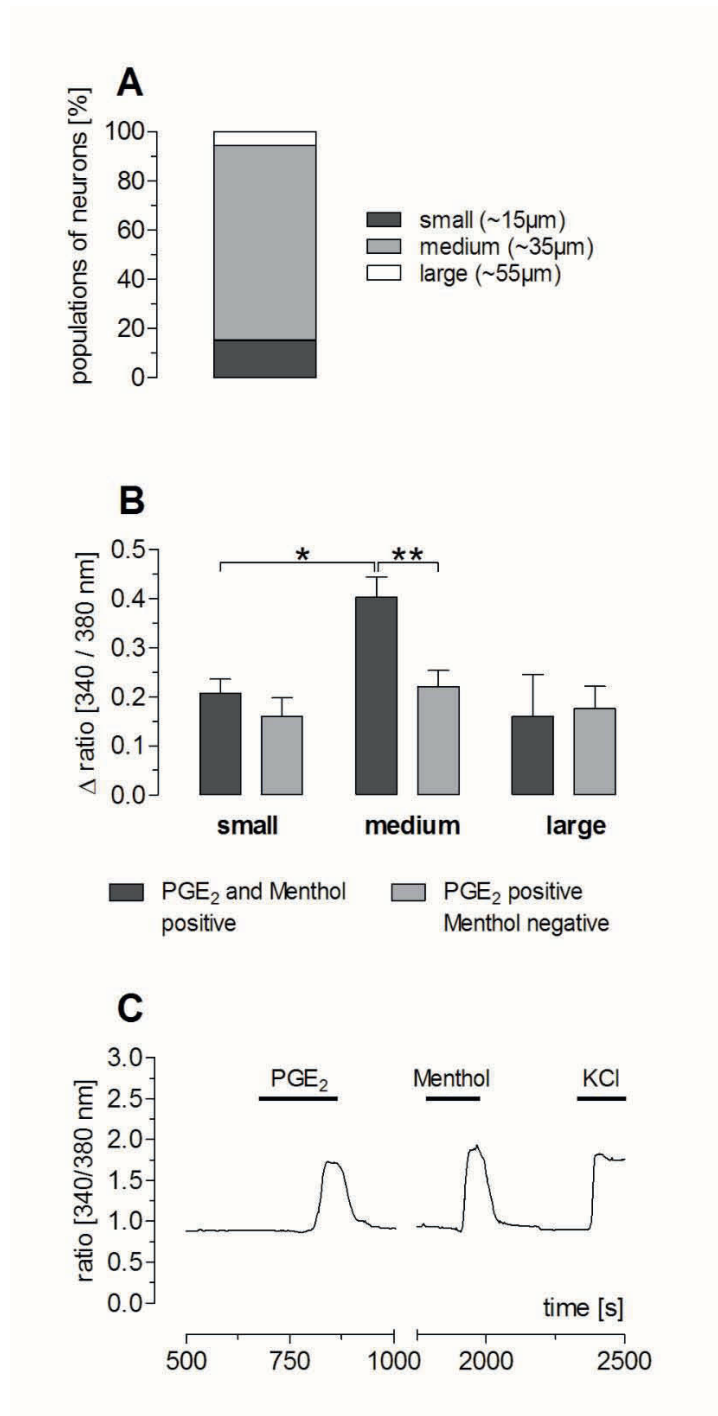 A
populations of neurons [%]
100
80
60
40
20
0
small (~15µm)
medium (~35µm)
large (~55µm)
B
Δ ratio [340 / 380 nm]
0.5
0.4
0.3
0.2
0.1
0.0
*
**
small medium large
PGE₂ and Menthol
positive
PGE₂ positive
Menthol negative
C
ratio [340/380 nm]
3.0
2.5
2.0
1.5
1.0
0.5
0.0
PGE₂ Menthol KCl
time [s]
500 750 1000 2000 2500